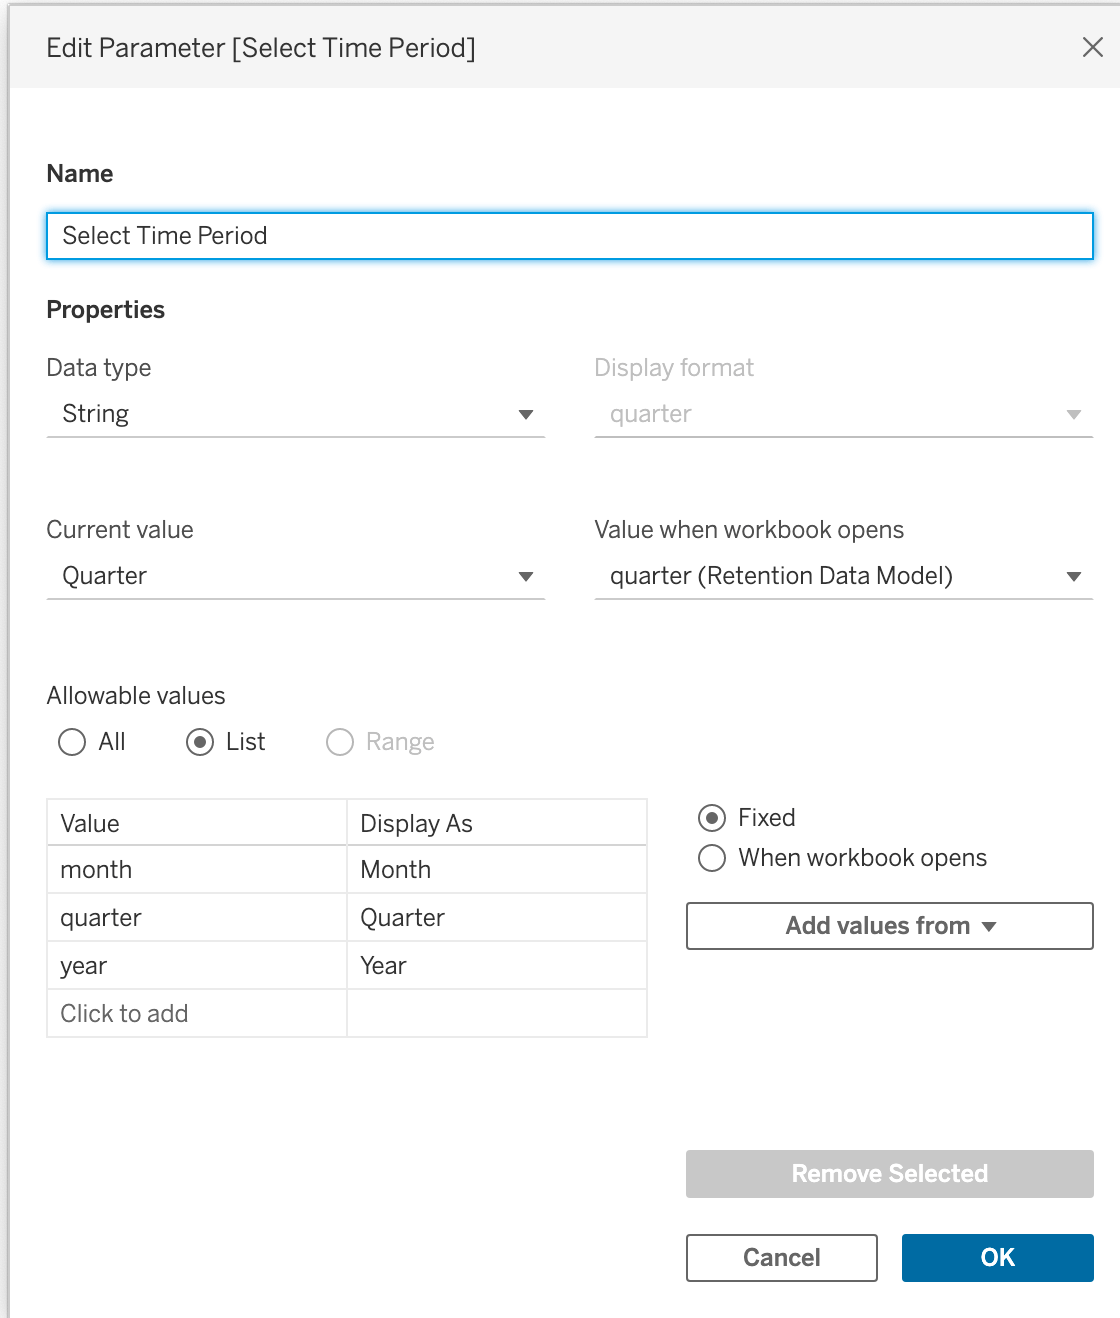 Edit Parameter [Select Time Period]
Name
Select Time Period
Properties
Data type
Display format
String
quarter
Current value
Value when workbook opens
Quarter
quarter (Retention Data Model)
Allowable values
All
List
Range
Value
Display As
month
Month
quarter
Quarter
year
Year
Click to add
Fixed
When workbook opens
Add values from
Remove Selected
Cancel
OK